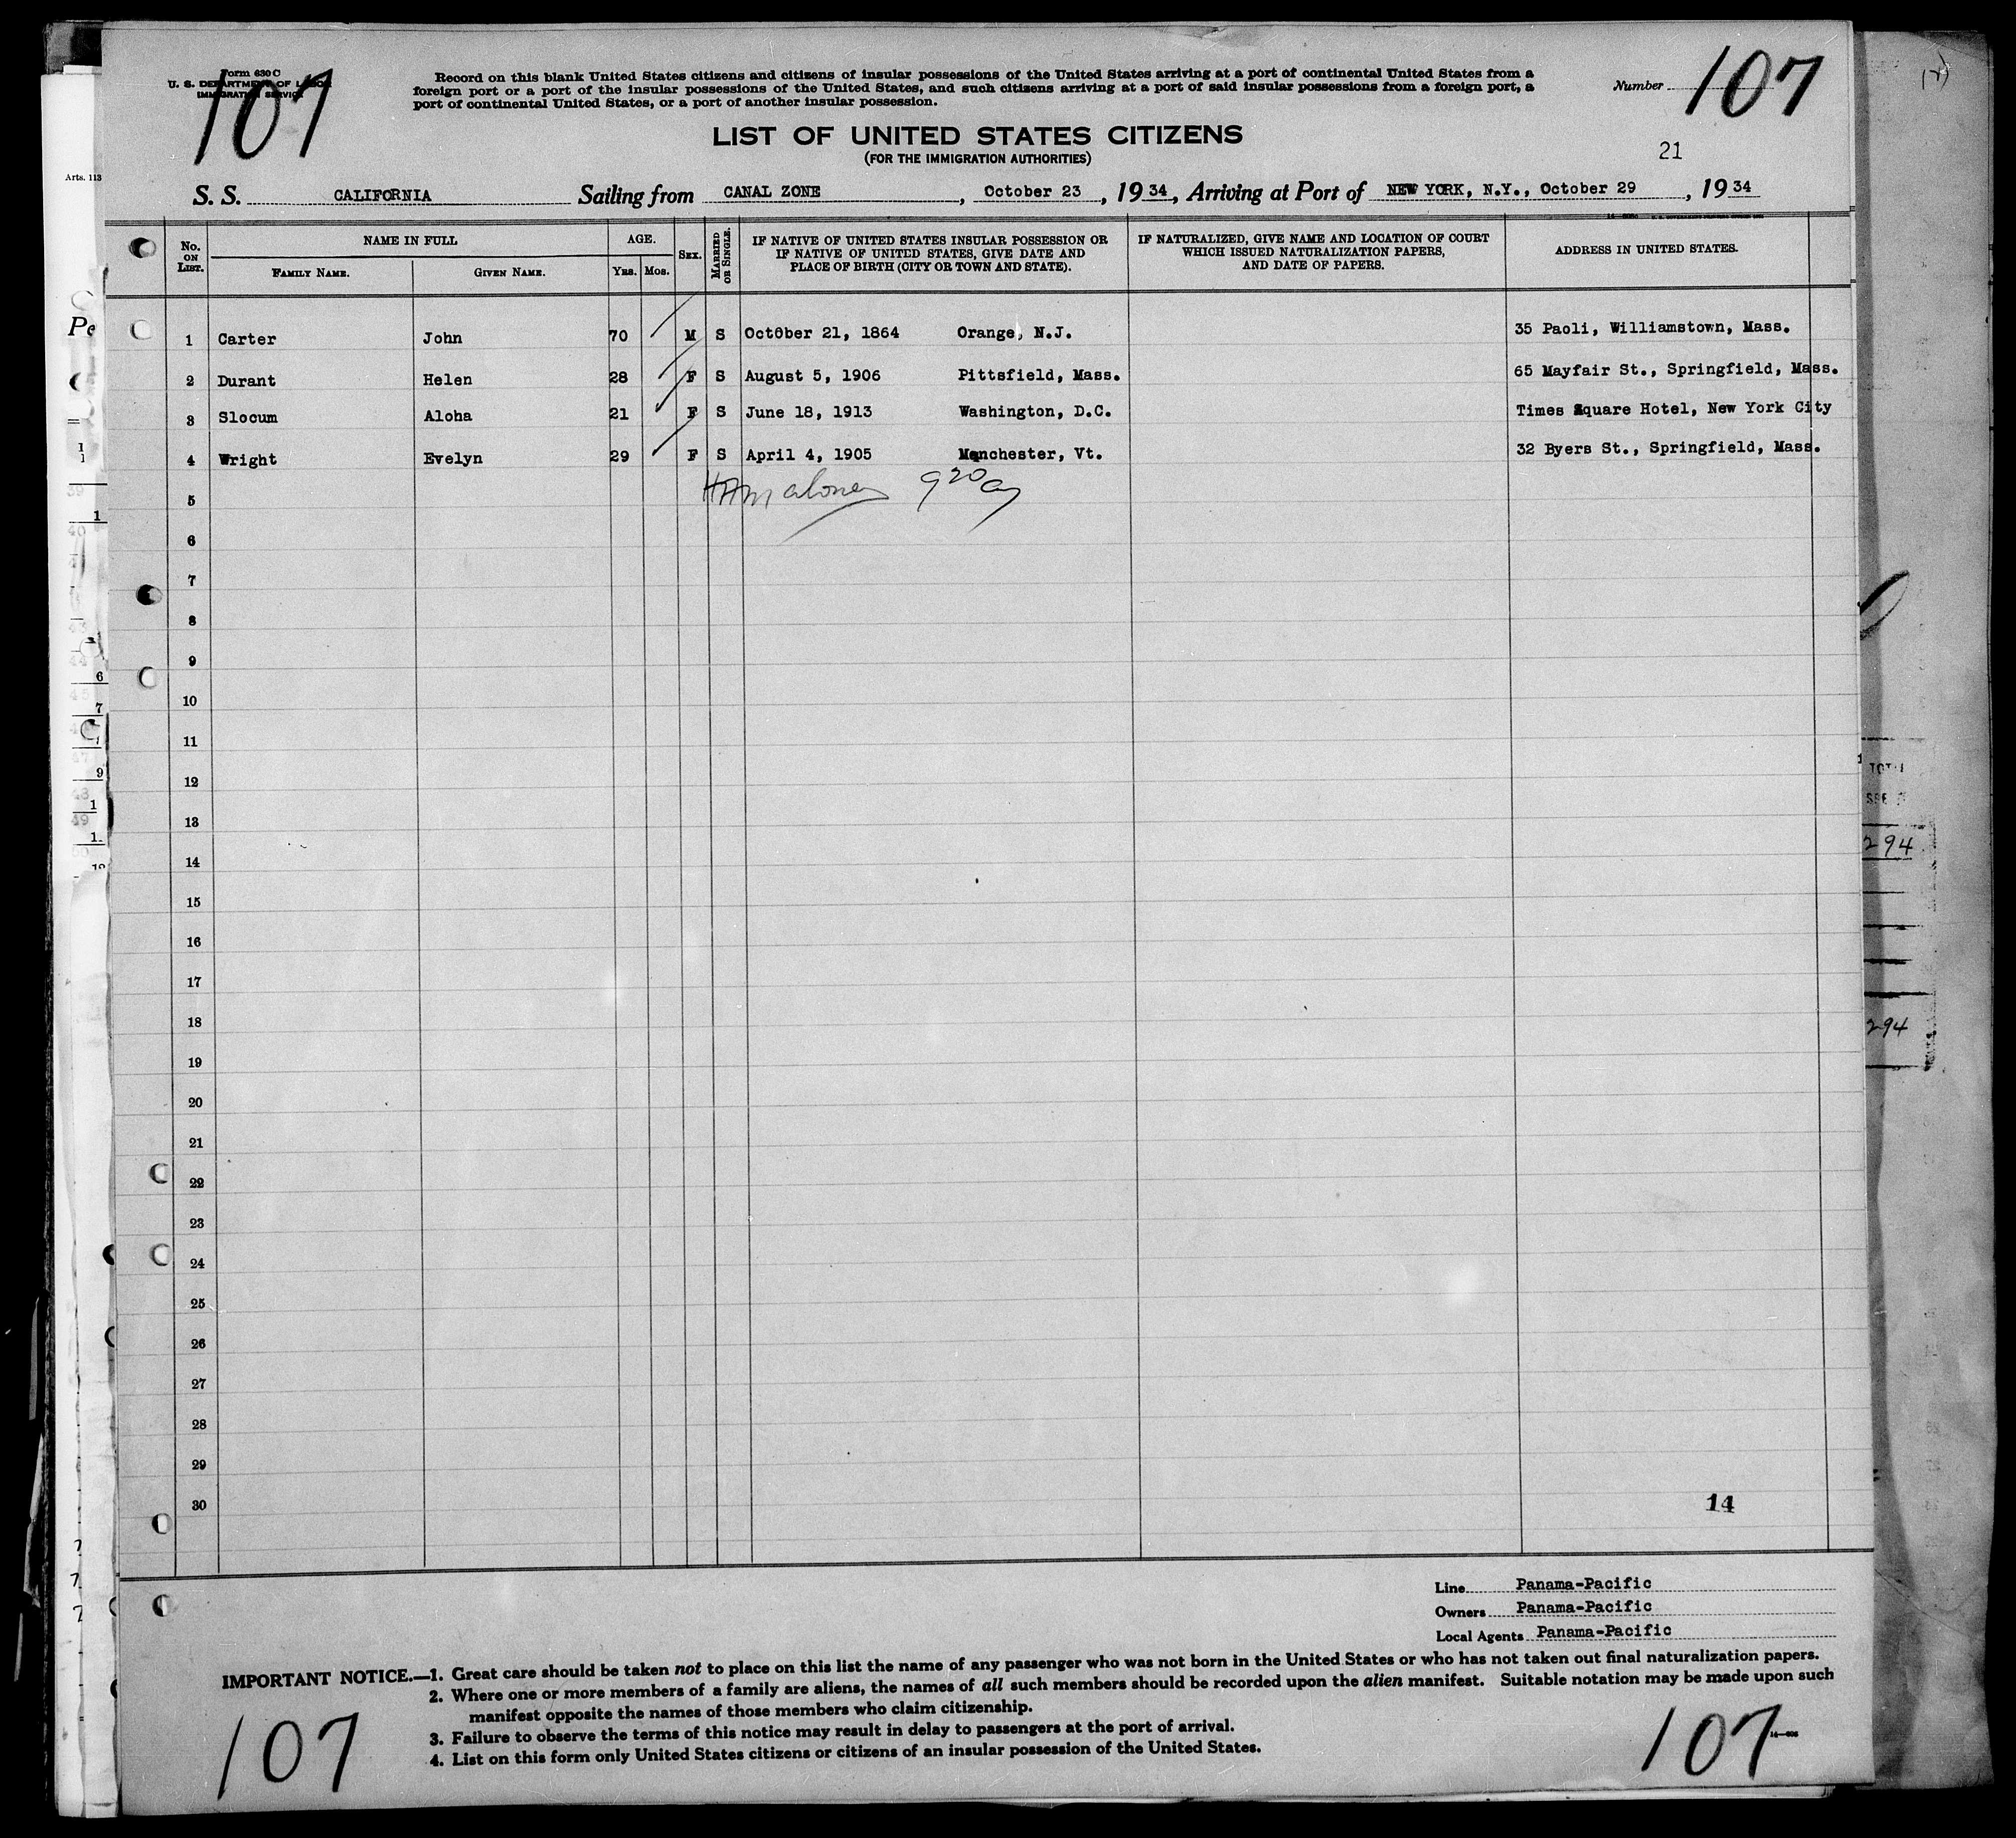 Form 630 C
U. S. DEPARTMENT OF LABOR
IMMIGRATION SERVICE
107
Record on this blank United States citizens and citizens of insular possessions of the United States arriving at a port of continental United States from a
foreign port or a port of the insular possessions of the United States, and such citizens arriving at a port of said insular possessions from a foreign port, a
port of continental United States, or a port of another insular possession.
Number 107
LIST OF UNITED STATES CITIZENS
(FOR THE IMMIGRATION AUTHORITIES)
21
Arts. 113
S. S. CALIFORNIA Sailing from CANAL ZONE, October 23, 1934, Arriving at Port of NEW YORK, N.Y., October 29, 1934
No. ON LIST. NAME IN FULL AGE. SEX. MARRIED OR SINGLE. IF NATIVE OF UNITED STATES INSULAR POSSESSION OR IF NATIVE OF UNITED STATES, GIVE DATE AND PLACE OF BIRTH (CITY OR TOWN AND STATE). IF NATURALIZED, GIVE NAME AND LOCATION OF COURT WHICH ISSUED NATURALIZATION PAPERS, AND DATE OF PAPERS. ADDRESS IN UNITED STATES.
FAMILY NAME. GIVEN NAME. YRS. MOS.
1 Carter John 70 M S October 21, 1864 Orange, N.J. 35 Paoli, Williamstown, Mass.
2 Durant Helen 28 F S August 5, 1906 Pittsfield, Mass. 65 Mayfair St., Springfield, Mass.
3 Slocum Aloha 21 F S June 18, 1913 Washington, D.C. Times Square Hotel, New York City
4 Wright Evelyn 29 F S April 4, 1905 Manchester, Vt. 32 Byers St., Springfield, Mass.
5
6
7
8
9
10
11
12
13
14
15
16
17
18
19
20
21
22
23
24
25
26
27
28
29
30
14
Line Panama-Pacific
Owners Panama-Pacific
Local Agents Panama-Pacific
IMPORTANT NOTICE.—1. Great care should be taken not to place on this list the name of any passenger who was not born in the United States or who has not taken out final naturalization papers.
2. Where one or more members of a family are aliens, the names of all such members should be recorded upon the alien manifest. Suitable notation may be made upon such
manifest opposite the names of those members who claim citizenship.
3. Failure to observe the terms of this notice may result in delay to passengers at the port of arrival.
4. List on this form only United States citizens or citizens of an insular possession of the United States.
107
107
294
294